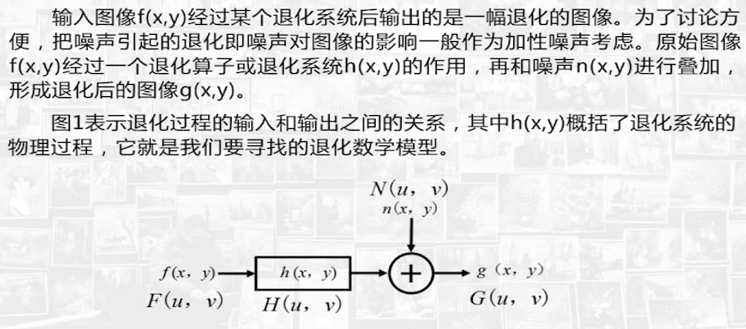 输入图像f(x,y)经过某个退化系统后输出的是一幅退化的图像。为了讨论方
便，把噪声引起的退化即噪声对图像的影响一般作为加性噪声考虑。原始图像
f(x,y)经过一个退化算子或退化系统h(x,y)的作用，再和噪声n(x,y)进行叠加，
形成退化后的图像g(x,y)。
图1表示退化过程的输入和输出之间的关系，其中h(x,y)概括了退化系统的
物理过程，它就是我们要寻找的退化数学模型。
N(u，v)
n(x，y)
f(x，y) h(x，y) + g（x，y）
F(u，v) H(u，v) G(u，v)